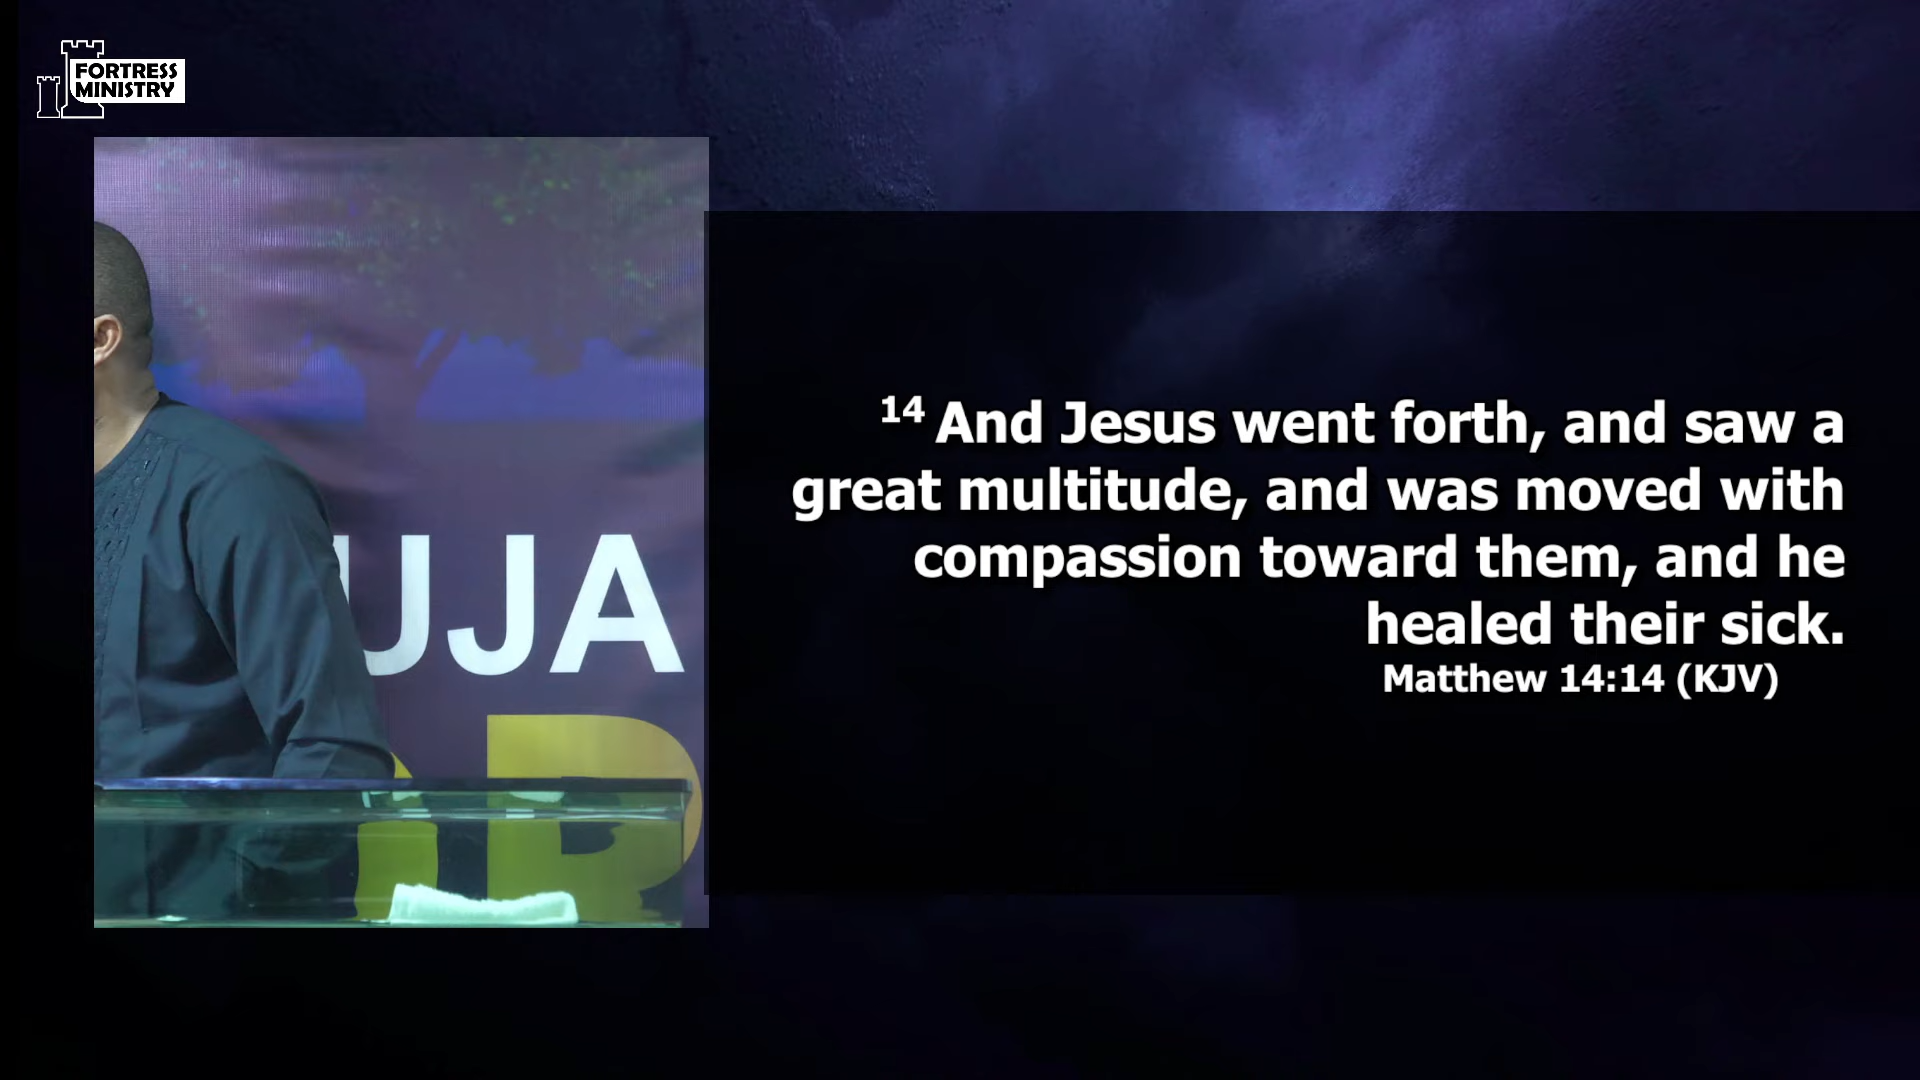 FORTRESS
MINISTRY
UJA
14 And Jesus went forth, and saw a
great multitude, and was moved with
compassion toward them, and he
healed their sick.
Matthew 14:14 (KJV)